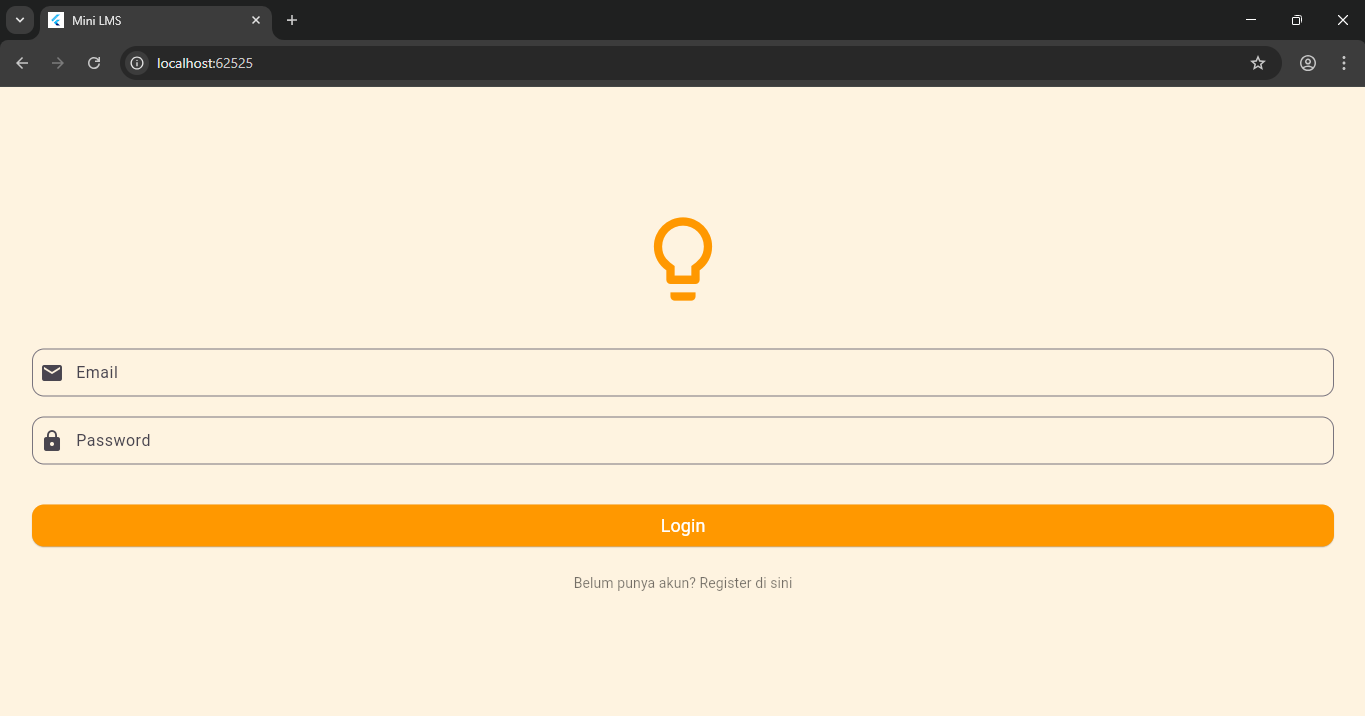 Mini LMS
localhost:62525
Email
Password
Login
Belum punya akun? Register di sini